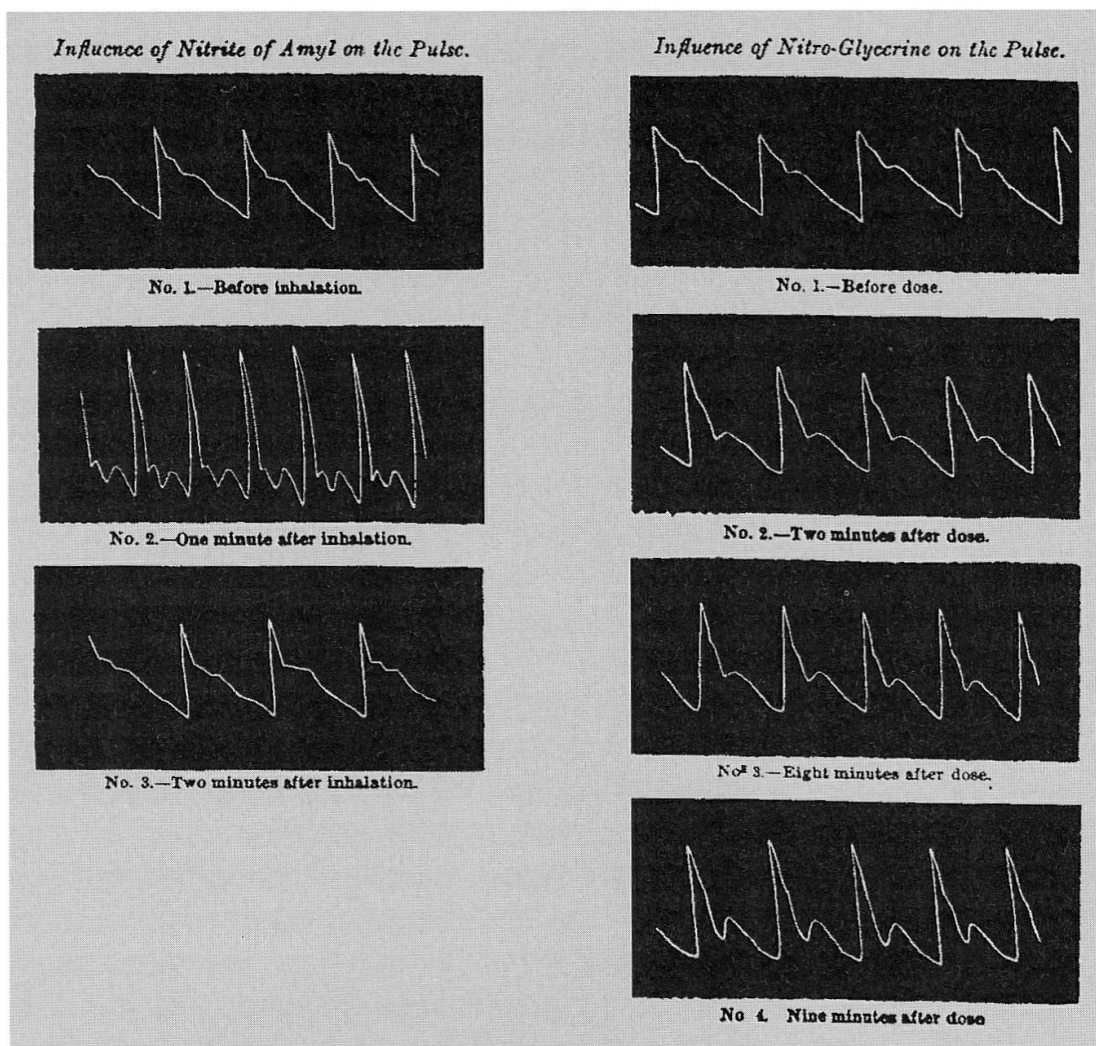 Influence of Nitrite of Amyl on the Pulse.
No. 1.—Before inhalation.
No. 2.—One minute after inhalation.
No. 3.—Two minutes after inhalation.
Influence of Nitro-Glycerine on the Pulse.
No. 1.—Before dose.
No. 2.—Two minutes after dose.
No. 3.—Eight minutes after dose.
No 4. Nine minutes after dose